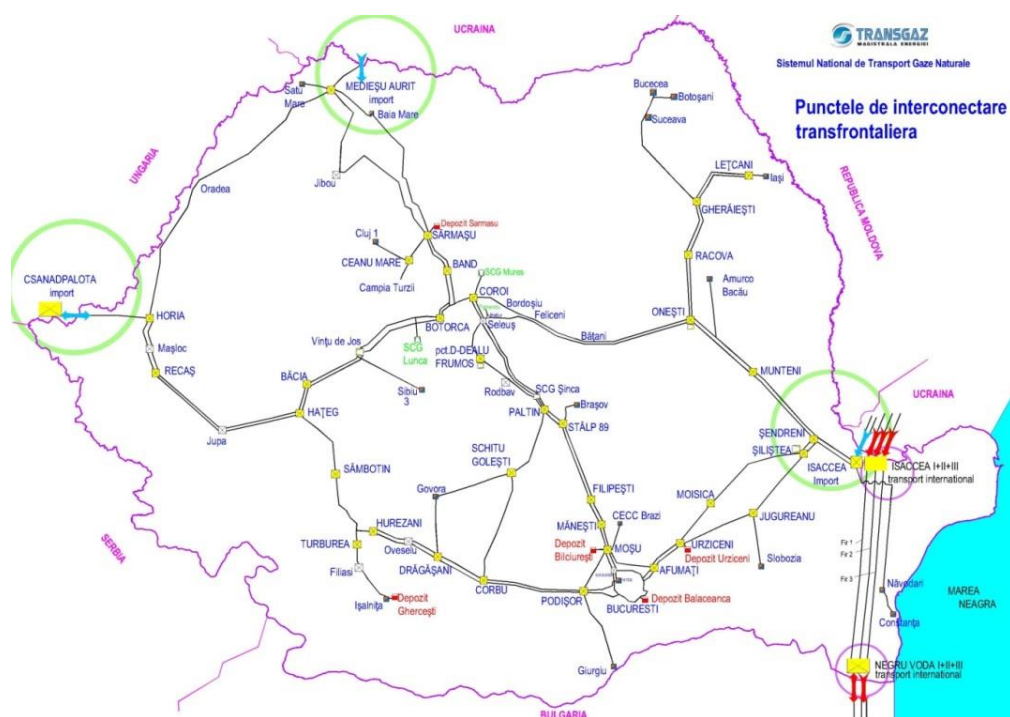 UCRAINA
TRANSGAZ
MAGISTRALA ENERGIEI
Sistemul National de Transport Gaze Naturale
Punctele de interconectare
transfrontaliera
MEDIEŞU AURIT
import
Satu
Mare
Baia Mare
Bucecea
Botoşani
Suceava
UNGARIA
REPUBLICA MOLDOVA
LEŢCANI
Iaşi
Jibou
Oradea
GHERĂIEŞTI
Depozit Sarmasu
SĂRMAŞU
Cluj 1
CEANU MARE
BAND
Campia Turzii
RACOVA
SCG Mures
COROI
Amurco
Bacău
CSANADPALOTA
import
HORIA
Bordoşiu
Feliceni
Seleuş
ONEŞTI
BOTORCA
Băţani
Maşloc
Vinţu de Jos
SCG
Lunca
pct.D-DEALU
FRUMOS
RECAŞ
BĂCIA
Sibiu
3
Rodbav
SCG Şinca
MUNTENI
HAŢEG
PALTIN
Braşov
STÂLP 89
UCRAINA
Jupa
ŞENDRENI
ŞILIŞTEA
SCHITU
GOLEŞTI
ISACCEA
Import
ISACCEA I+II+III
transport international
SÂMBOTIN
Govora
FILIPEŞTI
MOISICA
JUGUREANU
MĂNEŞTI
CECC Brazi
HUREZANI
TURBUREA
Oveselu
Depozit
Bilciureşti
MOŞU
URZICENI
Depozit Urziceni
Fir 1
Fir 2
Fir 3
SERBIA
Filiasi
DRĂGĂŞANI
AFUMAŢI
Slobozia
CORBU
PODIŞOR
BUCURESTI
Depozit Balaceanca
Işalniţa
Depozit
Gherceşti
Năvodari
MAREA
NEAGRA
Constanţa
Giurgiu
NEGRU VODA I+II+III
transport international
BULGARIA